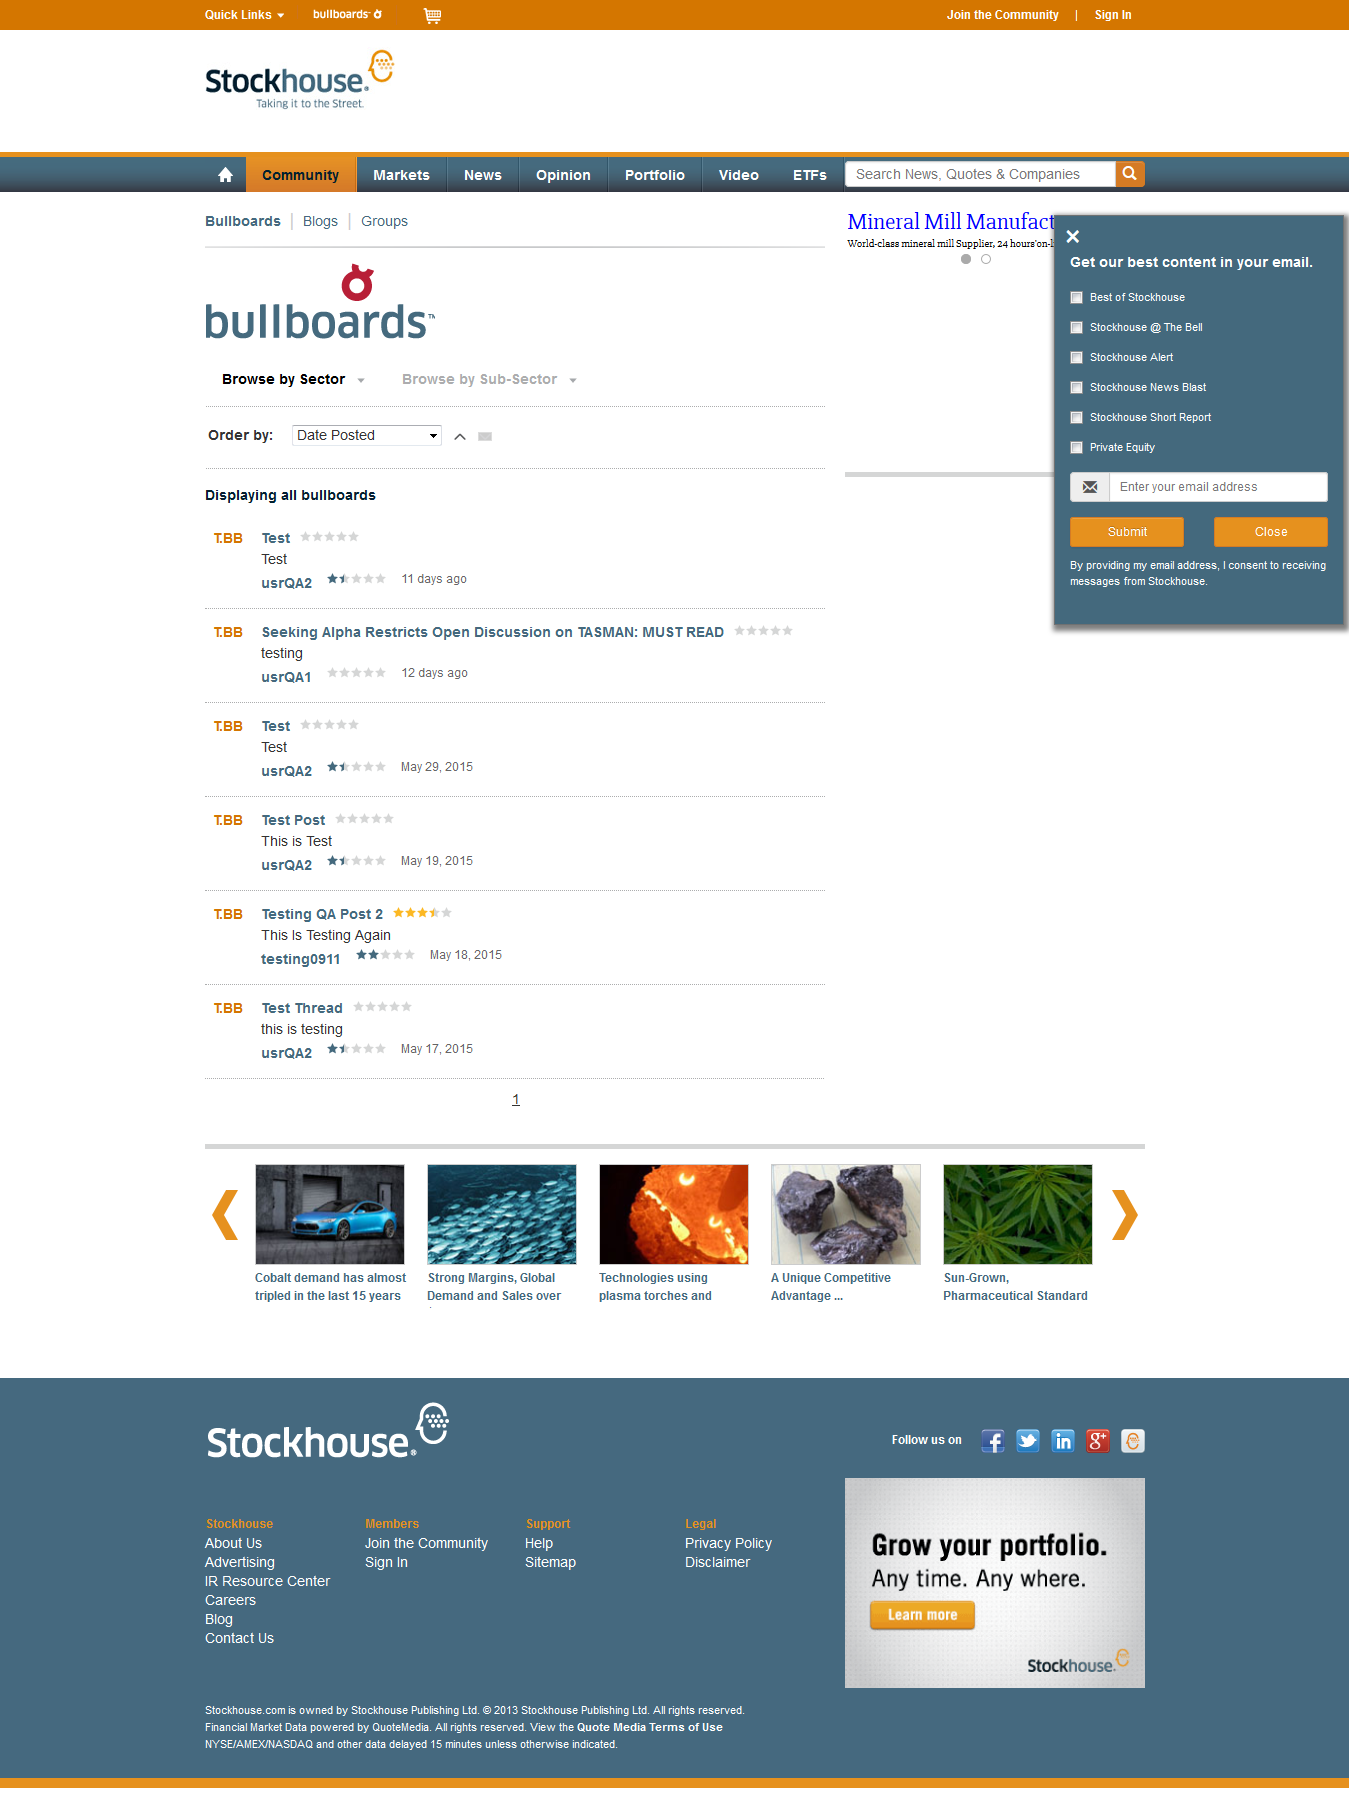 Quick Links
bullboards
Join the Community | Sign In
Stockhouse.
Taking it to the Street.
Community
Markets
News
Opinion
Portfolio
Video
ETFs
Search News, Quotes & Companies
Bullboards | Blogs | Groups
bullboards™
Browse by Sector
Browse by Sub-Sector
Order by:
Date Posted
Displaying all bullboards
T.BB
Test
Test
usrQA2
11 days ago
T.BB
Seeking Alpha Restricts Open Discussion on TASMAN: MUST READ
testing
usrQA1
12 days ago
T.BB
Test
Test
usrQA2
May 29, 2015
T.BB
Test Post
This is Test
usrQA2
May 19, 2015
T.BB
Testing QA Post 2
This Is Testing Again
testing0911
May 18, 2015
T.BB
Test Thread
this is testing
usrQA2
May 17, 2015
1
Mineral Mill Manufact
World-class mineral mill Supplier, 24 hours'on-l
×
Get our best content in your email.
Best of Stockhouse
Stockhouse @ The Bell
Stockhouse Alert
Stockhouse News Blast
Stockhouse Short Report
Private Equity
Enter your email address
Submit
Close
By providing my email address, I consent to receiving
messages from Stockhouse.
Cobalt demand has almost
tripled in the last 15 years
Strong Margins, Global
Demand and Sales over
Technologies using
plasma torches and
A Unique Competitive
Advantage ...
Sun-Grown,
Pharmaceutical Standard
Stockhouse.®
Follow us on
Stockhouse
About Us
Advertising
IR Resource Center
Careers
Blog
Contact Us
Members
Join the Community
Sign In
Support
Help
Sitemap
Legal
Privacy Policy
Disclaimer
Grow your portfolio.
Any time. Any where.
Learn more
Stockhouse.
Stockhouse.com is owned by Stockhouse Publishing Ltd. © 2013 Stockhouse Publishing Ltd. All rights reserved.
Financial Market Data powered by QuoteMedia. All rights reserved. View the Quote Media Terms of Use
NYSE/AMEX/NASDAQ and other data delayed 15 minutes unless otherwise indicated.